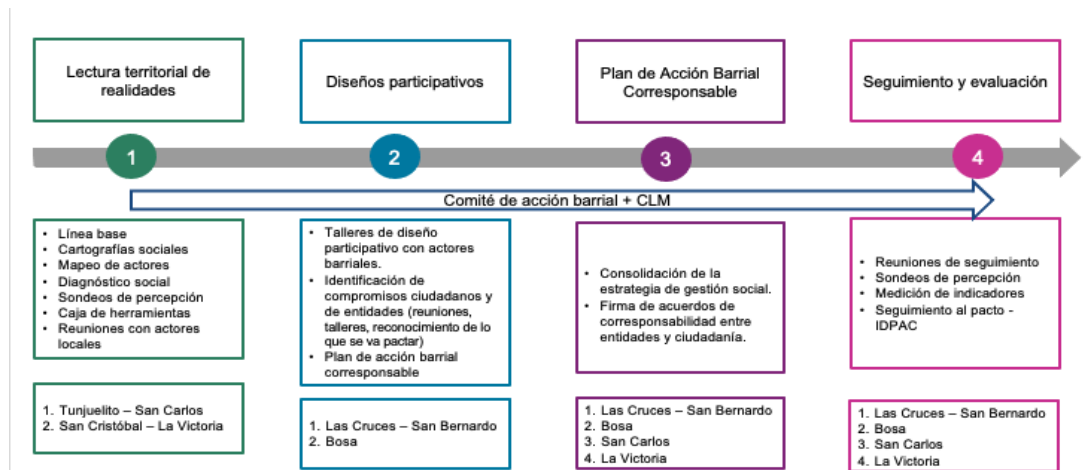 Lectura territorial de
realidades
Diseños participativos
Plan de Acción Barrial
Corresponsable
Seguimiento y evaluación
1
2
3
4
Comité de acción barrial + CLM
• Línea base
• Cartografías sociales
• Mapeo de actores
• Diagnóstico social
• Sondeos de percepción
• Caja de herramientas
• Reuniones con actores
locales
• Talleres de diseño
participativo con actores
barriales.
• Identificación de
compromisos ciudadanos y
de entidades (reuniones,
talleres, reconocimiento de lo
que se va pactar)
• Plan de acción barrial
corresponsable
• Consolidación de la
estrategia de gestión social.
• Firma de acuerdos de
corresponsabilidad entre
entidades y ciudadanía.
• Reuniones de seguimiento
• Sondeos de percepción
• Medición de indicadores
• Seguimiento al pacto -
IDPAC
1. Tunjuelito – San Carlos
2. San Cristóbal – La Victoria
1. Las Cruces – San Bernardo
2. Bosa
1. Las Cruces – San Bernardo
2. Bosa
3. San Carlos
4. La Victoria
1. Las Cruces – San Bernardo
2. Bosa
3. San Carlos
4. La Victoria